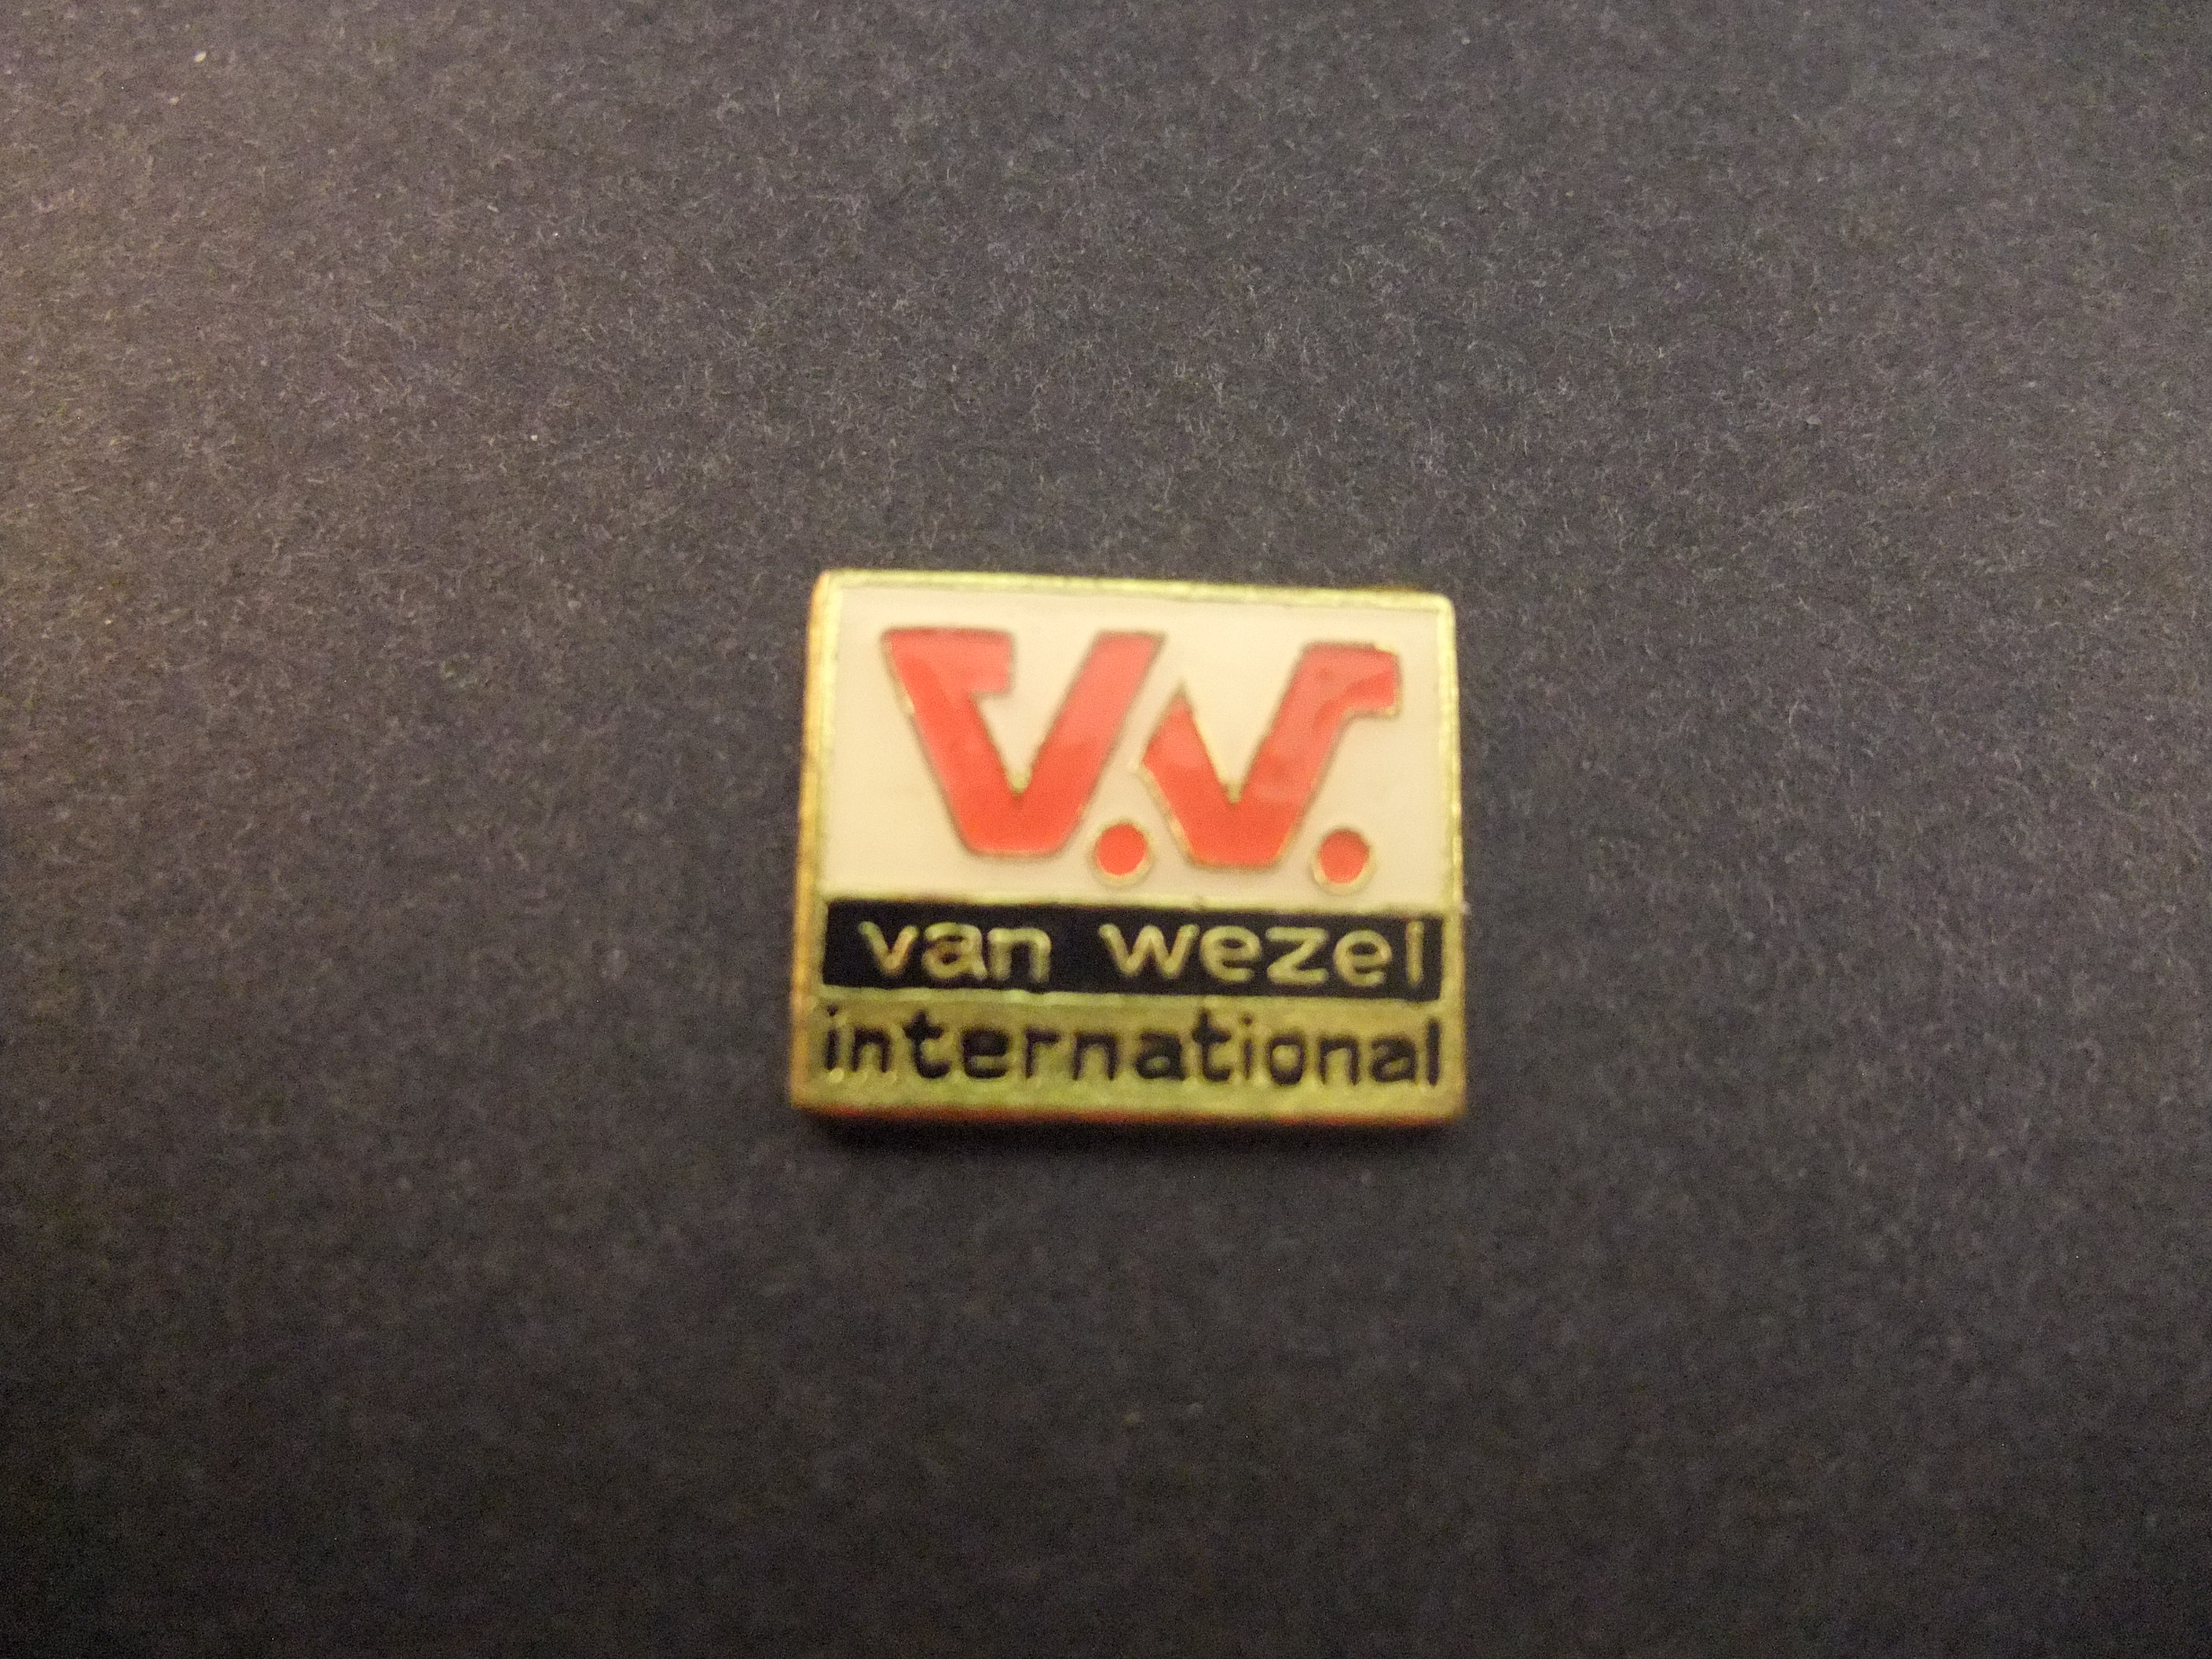 V.W.
van wezel
international